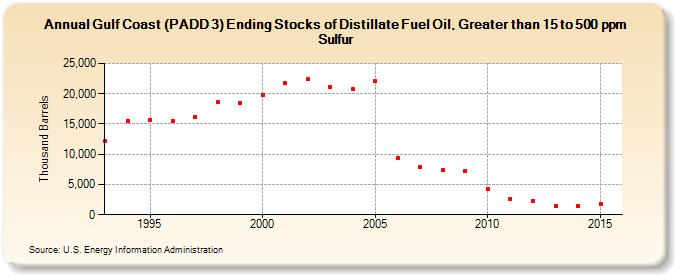 Annual Gulf Coast (PADD 3) Ending Stocks of Distillate Fuel Oil, Greater than 15 to 500 ppm
Sulfur
Thousand Barrels
25,000
20,000
15,000
10,000
5,000
0
1995
2000
2005
2010
2015
Source: U.S. Energy Information Administration